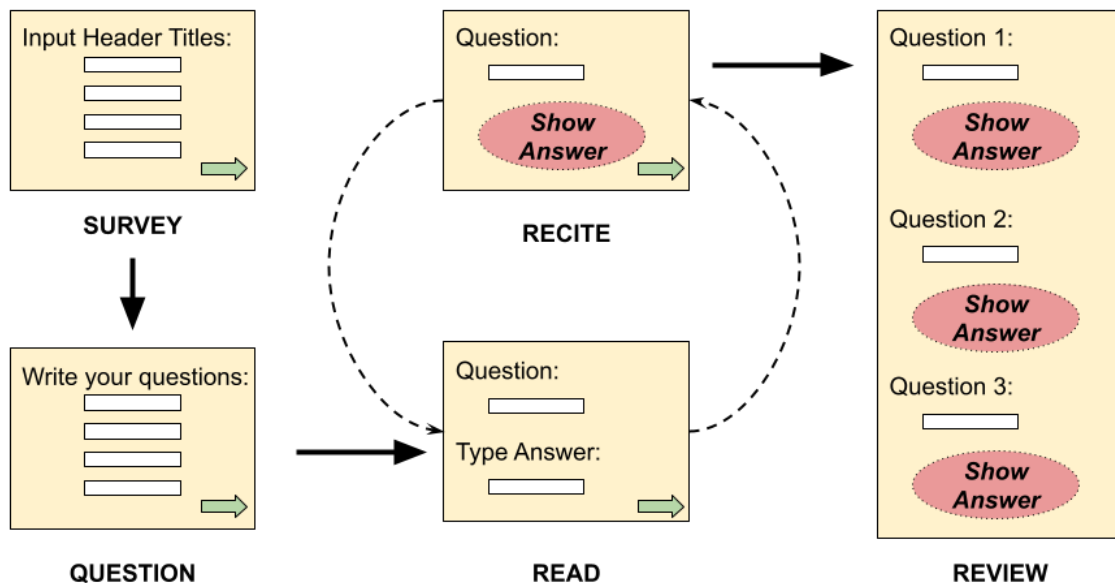 Input Header Titles:
SURVEY
Write your questions:
QUESTION
Question:
Show
Answer
RECITE
Question:
Type Answer:
READ
Question 1:
Show
Answer
Question 2:
Show
Answer
Question 3:
Show
Answer
REVIEW